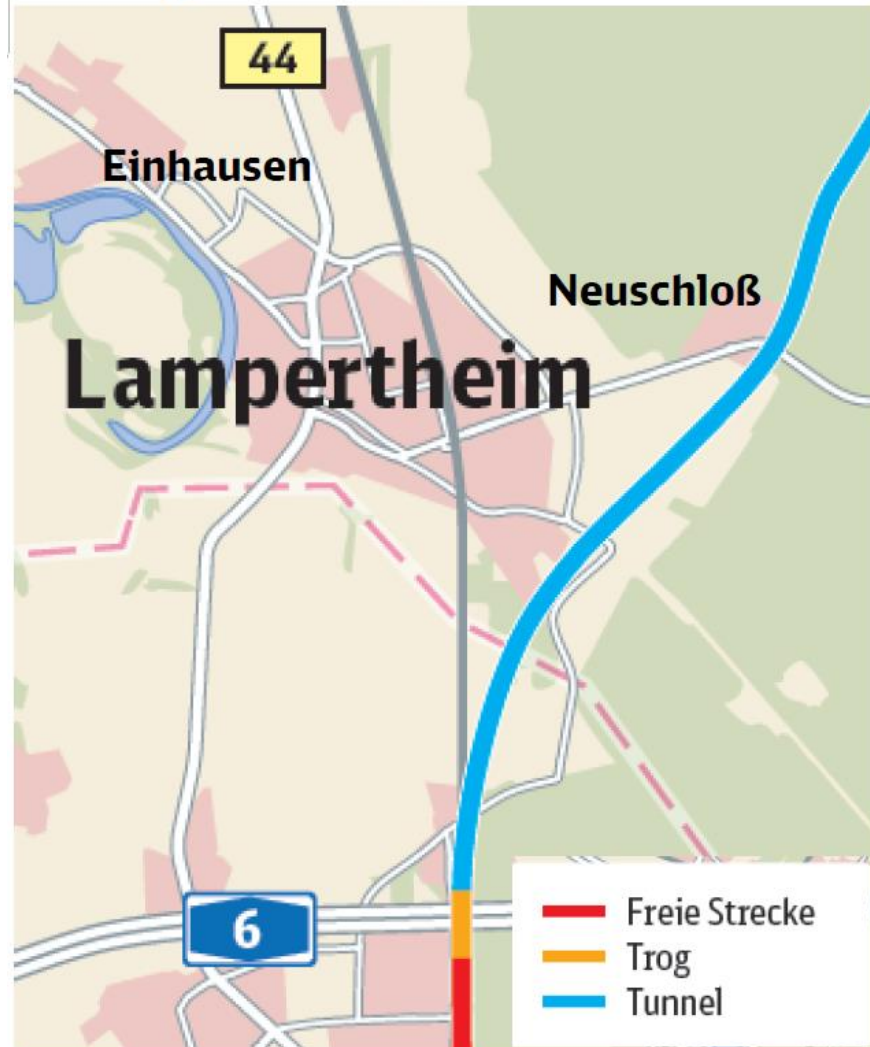 44
Einhausen
Neuschloß
Lampertheim
6
Freie Strecke
Trog
Tunnel